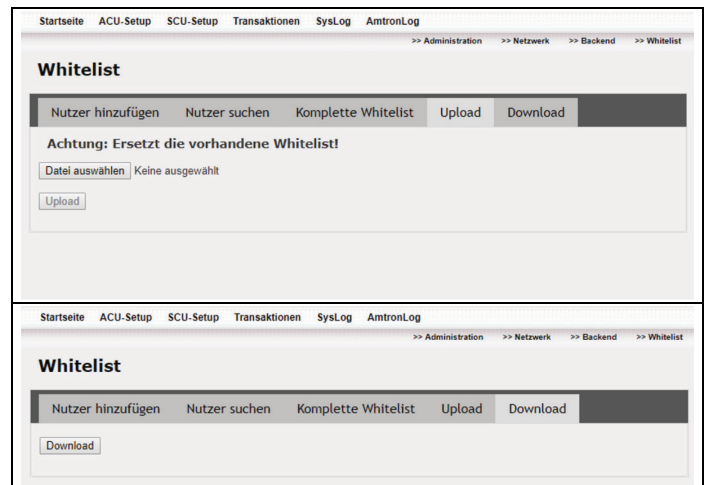 Startseite ACU-Setup SCU-Setup Transaktionen SysLog AmtronLog
>> Administration >> Netzwerk >> Backend >> Whitelist
Whitelist
Nutzer hinzufügen Nutzer suchen Komplette Whitelist Upload Download
Achtung: Ersetzt die vorhandene Whitelist!
Datei auswählen Keine ausgewählt
Upload
Startseite ACU-Setup SCU-Setup Transaktionen SysLog AmtronLog
>> Administration >> Netzwerk >> Backend >> Whitelist
Whitelist
Nutzer hinzufügen Nutzer suchen Komplette Whitelist Upload Download
Download